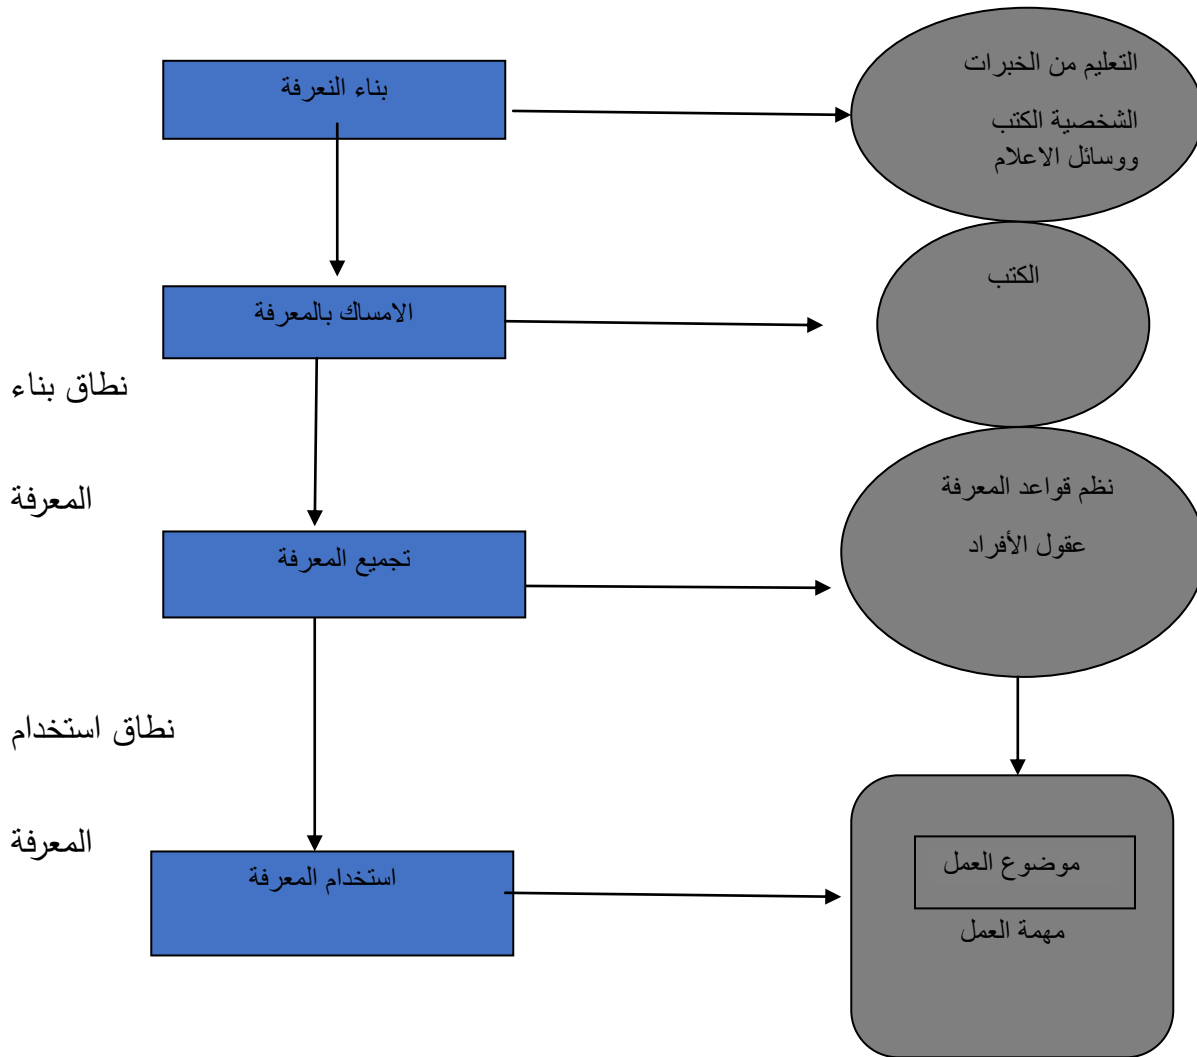 بناء النعرفة
التعليم من الخبرات
الشخصية الكتب
ووسائل الاعلام
الامساك بالمعرفة
الكتب
نطاق بناء
المعرفة
تجميع المعرفة
نظم قواعد المعرفة
عقول الأفراد
نطاق استخدام
المعرفة
استخدام المعرفة
موضوع العمل
مهمة العمل